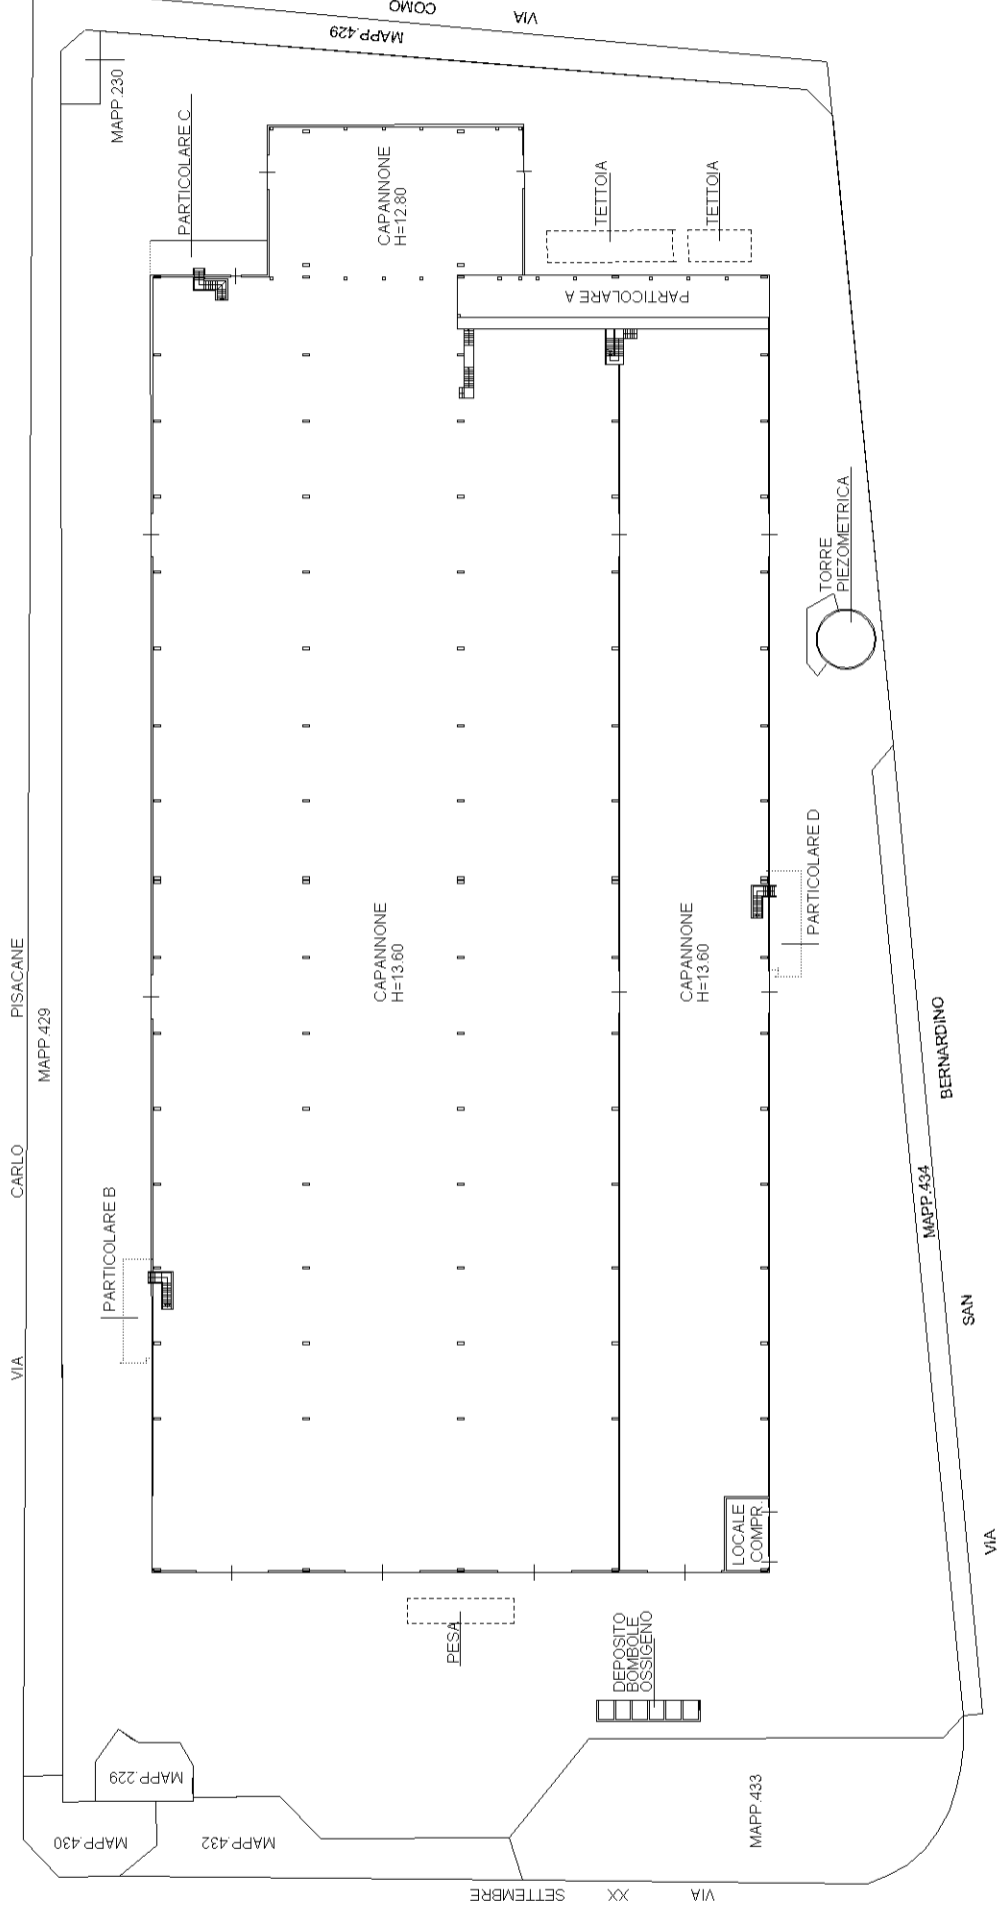 VIA
COMO
MAPP.429
MAPP.230
PARTICOLARE C
CAPANNONE
H=12.80
TETTOIA
TETTOIA
PARTICOLARE A
TORRE
PIEZOMETRICA
VIA CARLO PISACANE
MAPP.429
CAPANNONE
H=13.60
CAPANNONE
H=13.60
PARTICOLARE D
PARTICOLARE B
VIA SAN BERNARDINO
MAPP.434
LOCALE
COMPR.
PESA
DEPOSITO
BOMBOLE
OSSIGENO
MAPP.229
MAPP.430
MAPP.432
MAPP.433
VIA XX SETTEMBRE